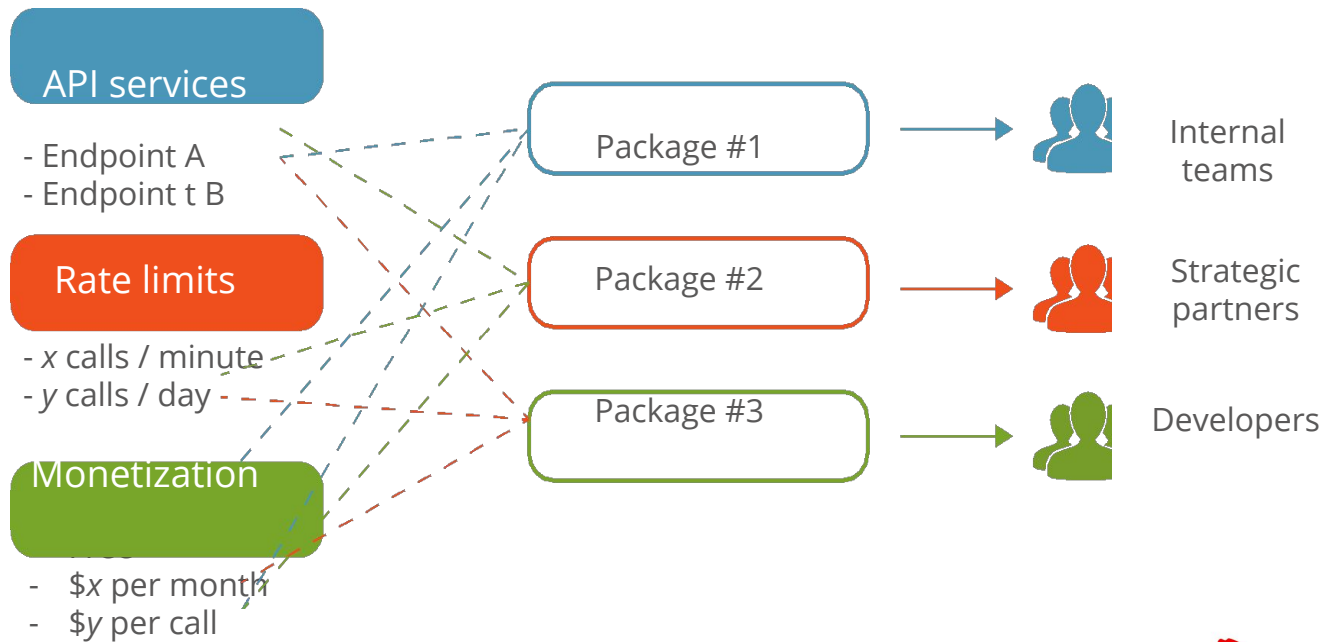 API services
- Endpoint A
- Endpoint t B
Rate limits
- x calls / minute
- y calls / day
Monetization
- $x per month
- $y per call
Package #1
Package #2
Package #3
Internal
teams
Strategic
partners
Developers